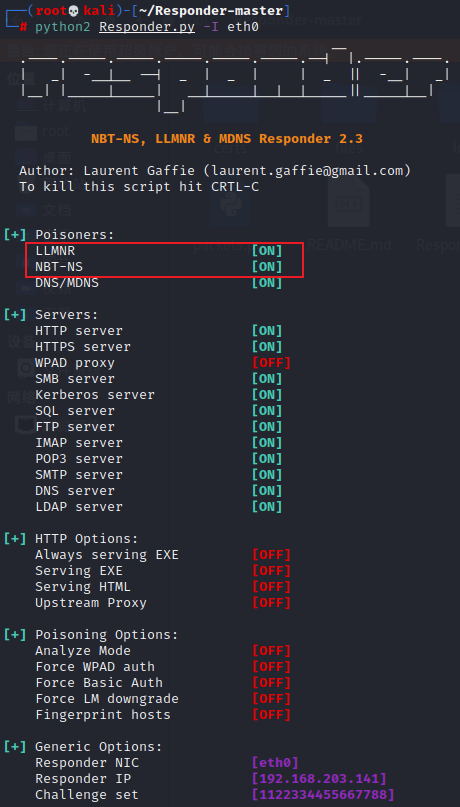 (root💀kali)-[~/Responder-master]
# python2 Responder.py -I eth0
NBT-NS, LLMNR & MDNS Responder 2.3
Author: Laurent Gaffie (laurent.gaffie@gmail.com)
To kill this script hit CRTL-C
[+] Poisoners:
LLMNR [ON]
NBT-NS [ON]
DNS/MDNS [ON]
[+] Servers:
HTTP server [ON]
HTTPS server [ON]
WPAD proxy [OFF]
SMB server [ON]
Kerberos server [ON]
SQL server [ON]
FTP server [ON]
IMAP server [ON]
POP3 server [ON]
SMTP server [ON]
DNS server [ON]
LDAP server [ON]
[+] HTTP Options:
Always serving EXE [OFF]
Serving EXE [OFF]
Serving HTML [OFF]
Upstream Proxy [OFF]
[+] Poisoning Options:
Analyze Mode [OFF]
Force WPAD auth [OFF]
Force Basic Auth [OFF]
Force LM downgrade [OFF]
Fingerprint hosts [OFF]
[+] Generic Options:
Responder NIC [eth0]
Responder IP [192.168.203.141]
Challenge set [1122334455667788]